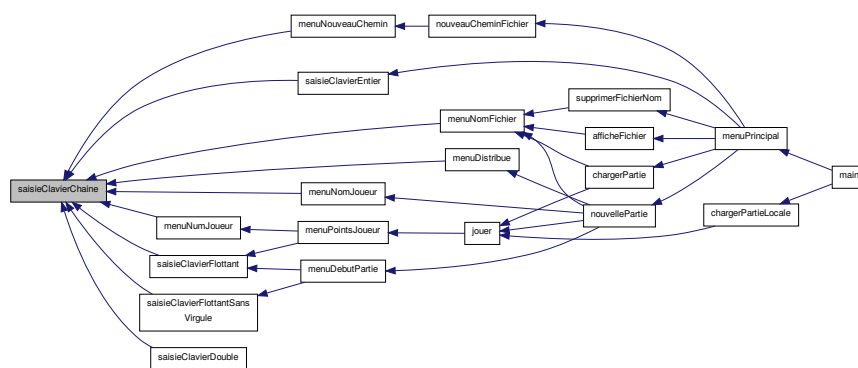 menuNouveauChemin
nouveauCheminFichier
saisieClavierEntier
supprimerFichierNom
menuNomFichier
afficheFichier
menuPrincipal
menuDistribue
chargerPartie
main
saisieClavierChaine
menuNomJoueur
nouvellePartie
chargerPartieLocale
menuNumJoueur
menuPointsJoueur
jouer
saisieClavierFlottant
menuDebutPartie
saisieClavierFlottantSans
Virgule
saisieClavierDouble